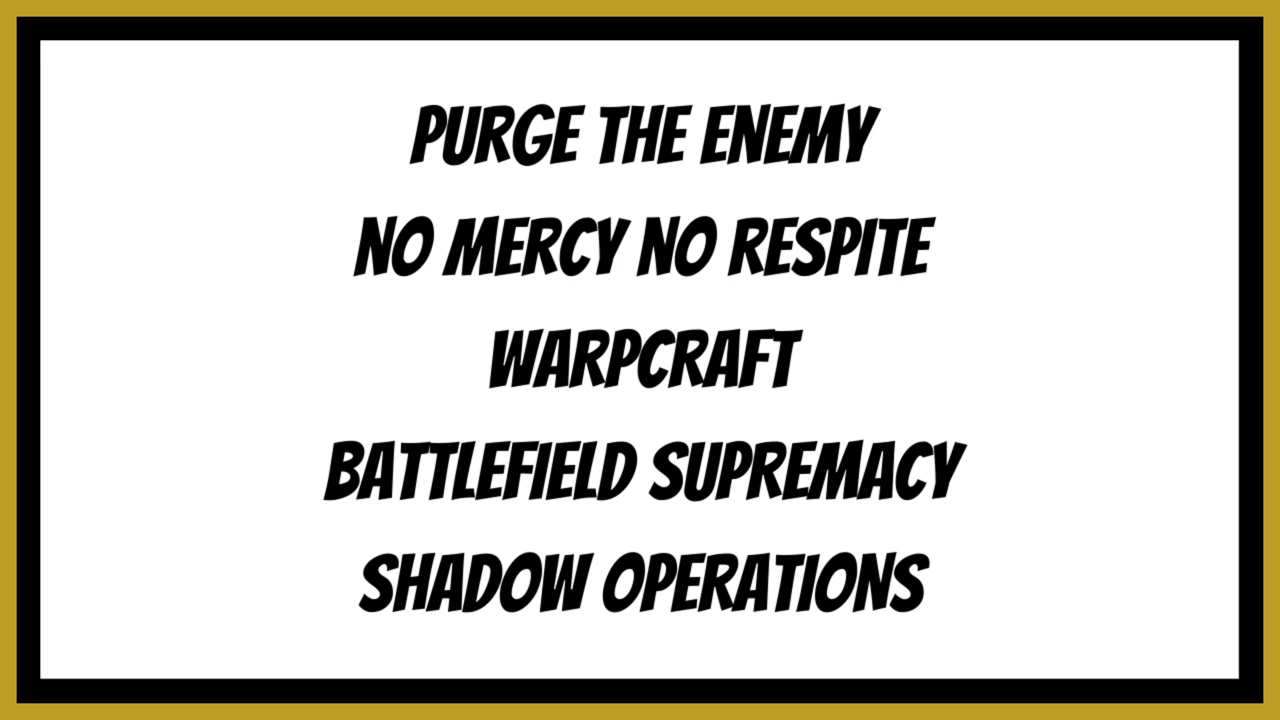 PURGE THE ENEMY
NO MERCY NO RESPITE
WARPCRAFT
BATTLEFIELD SUPREMACY
SHADOW OPERATIONS